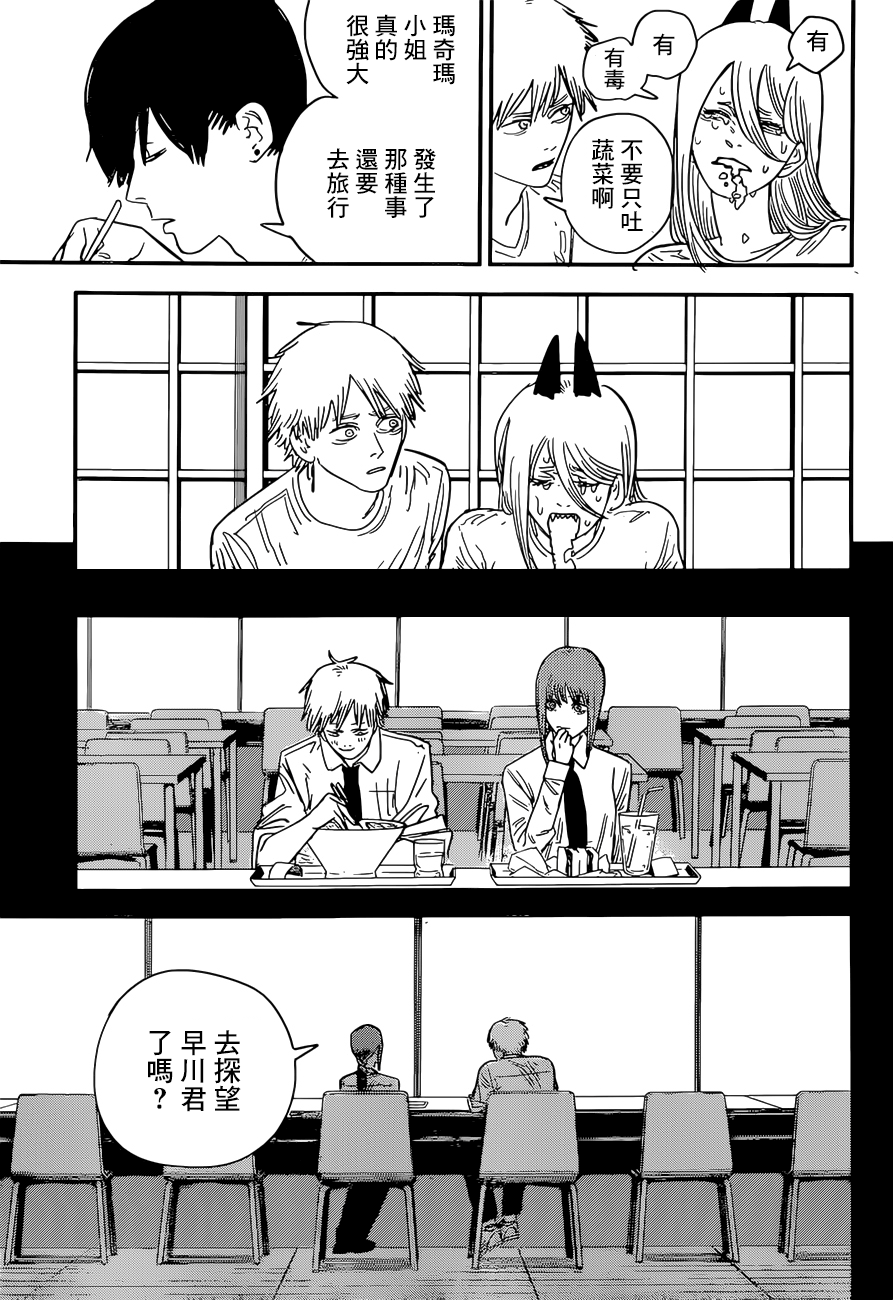 有
有
有毒
不要只吐
蔬菜啊
瑪奇瑪
小姐
真的
很強大
發生了
那種事
還要
去旅行
去探望
早川君
了嗎?